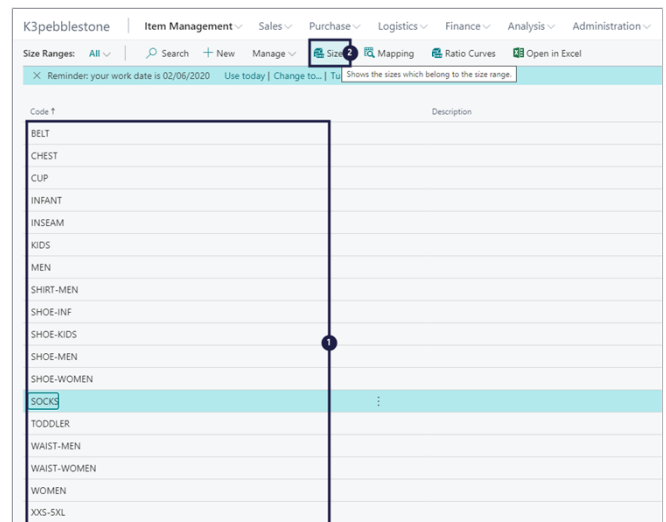 K3pebblestone Item Management Sales Purchase Logistics Finance Analysis Administration
Size Ranges: All Search + New Manage Size 2 Mapping Ratio Curves Open in Excel
Reminder: your work date is 02/06/2020 Use today | Change to... | Tu Shows the sizes which belong to the size range.
Code ↑ Description
BELT
CHEST
CUP
INFANT
INSEAM
KIDS
MEN
SHIRT-MEN
SHOE-INF
SHOE-KIDS
SHOE-MEN
1
SHOE-WOMEN
SOCKS
TODDLER
WAIST-MEN
WAIST-WOMEN
WOMEN
XXS-5XL